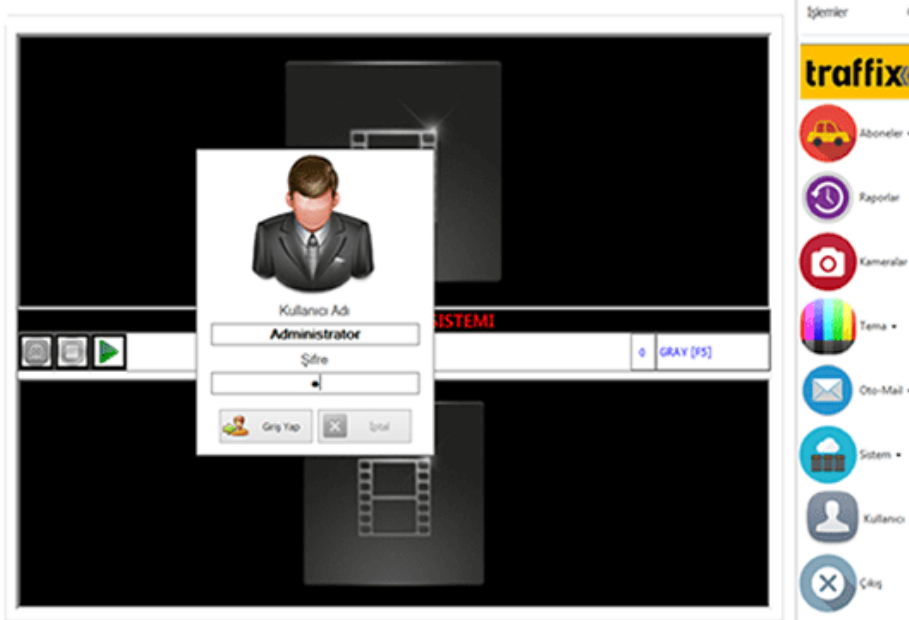 İşlemler
traffix
Aboneler
Raporlar
Kameralar
Tema
Oto-Mail
Sistem
Kullanıcı
Çıkış
Kullanıcı Adı
Administrator
Şifre
Giriş Yap
İptal
SISTEMI
0 GRAY [F5]